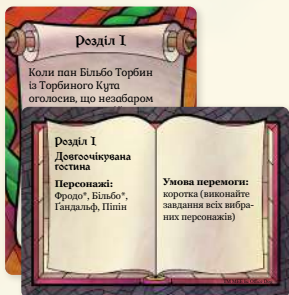 Розділ I
Коли пан Більбо Торбин
із Торбиного Кута
оголосив, що незабаром
Розділ I
Довгоочікувана
гостина
Персонажі:
Фродо*, Більбо*,
Ґандальф, Піпін
Умова перемоги:
коротка (виконайте
завдання всіх вибра-
них персонажів)